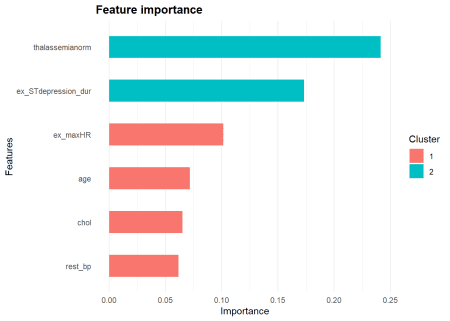 Feature importance
thalassemianorm
ex_STdepression_dur
ex_maxHR
age
chol
rest_bp
Features
0.00 0.05 0.10 0.15 0.20 0.25
Importance
Cluster
1
2